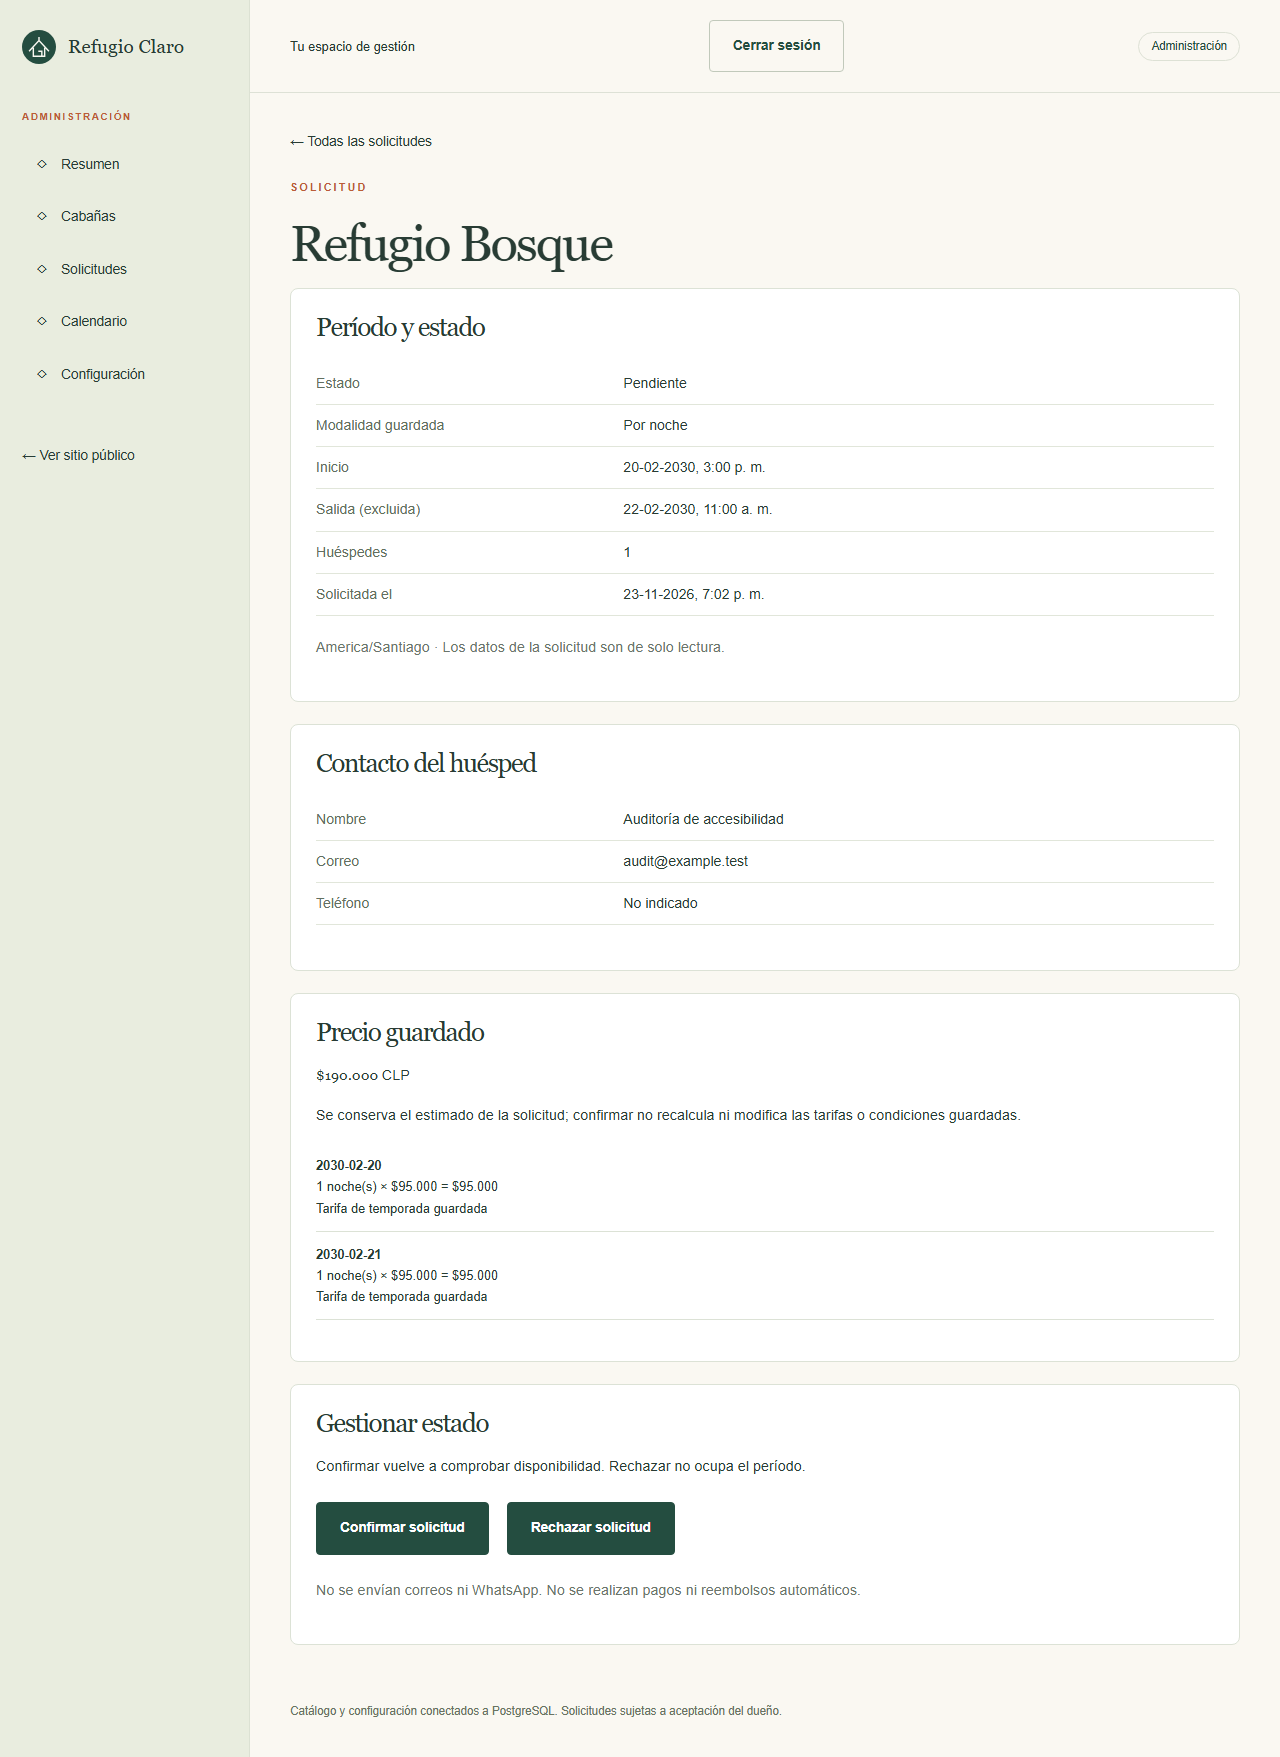 Refugio Claro
ADMINISTRACIÓN
Resumen
Cabañas
Solicitudes
Calendario
Configuración
← Ver sitio público
Tu espacio de gestión
Cerrar sesión
Administración
← Todas las solicitudes
SOLICITUD
Refugio Bosque
Período y estado
Estado Pendiente
Modalidad guardada Por noche
Inicio 20-02-2030, 3:00 p. m.
Salida (excluida) 22-02-2030, 11:00 a. m.
Huéspedes 1
Solicitada el 23-11-2026, 7:02 p. m.
America/Santiago · Los datos de la solicitud son de solo lectura.
Contacto del huésped
Nombre Auditoría de accesibilidad
Correo audit@example.test
Teléfono No indicado
Precio guardado
$190.000 CLP
Se conserva el estimado de la solicitud; confirmar no recalcula ni modifica las tarifas o condiciones guardadas.
2030-02-20
1 noche(s) × $95.000 = $95.000
Tarifa de temporada guardada
2030-02-21
1 noche(s) × $95.000 = $95.000
Tarifa de temporada guardada
Gestionar estado
Confirmar vuelve a comprobar disponibilidad. Rechazar no ocupa el período.
Confirmar solicitud
Rechazar solicitud
No se envían correos ni WhatsApp. No se realizan pagos ni reembolsos automáticos.
Catálogo y configuración conectados a PostgreSQL. Solicitudes sujetas a aceptación del dueño.